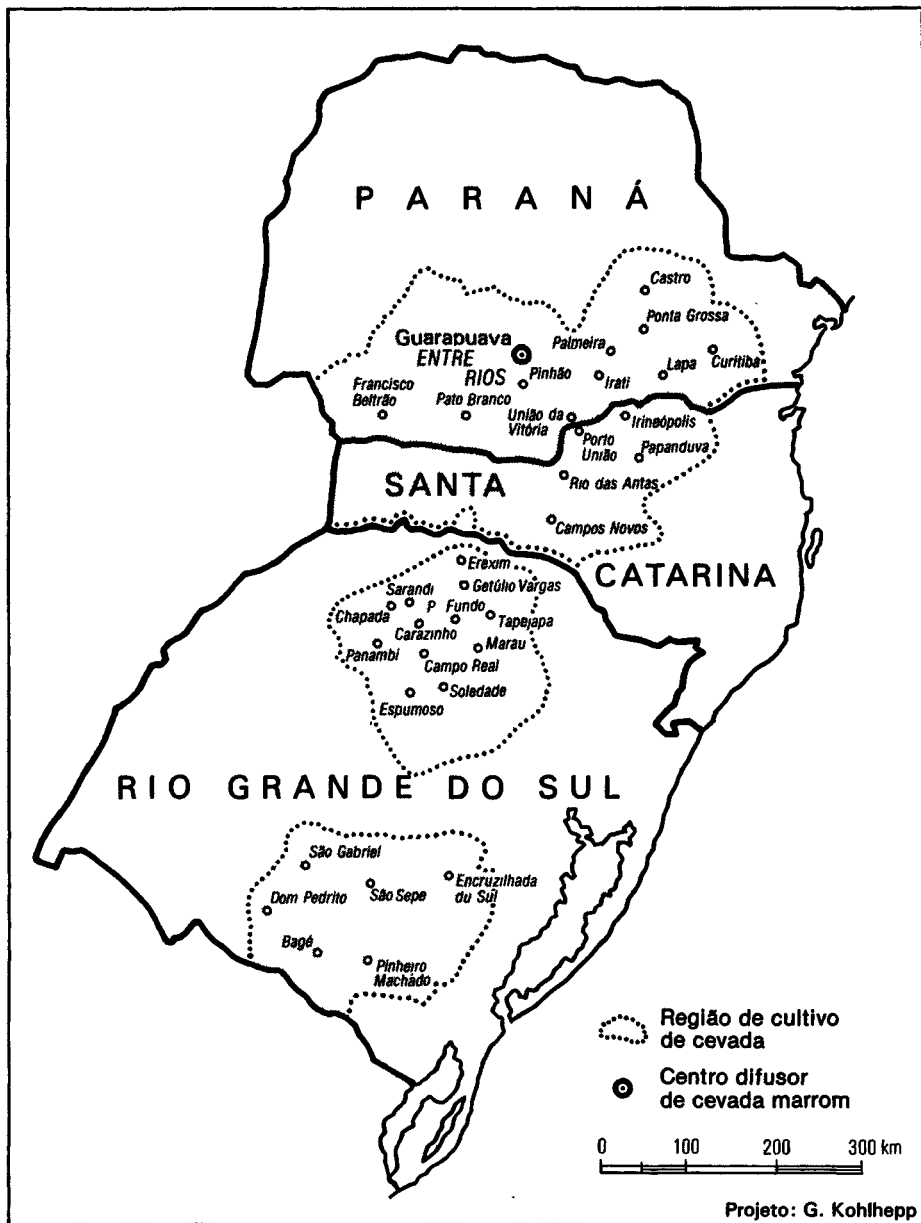 PARANÁ
Castro
Ponta Grossa
Guarapuava
Palmeira
ENTRE
RIOS
Pinhão
Irati
Lapa
Curitiba
Francisco
Beltrão
Pato Branco
União da
Vitória
Irineópolis
Porto
União
Papanduva
SANTA
Rio das Antas
Campos Novos
CATARINA
Erexim
Getúlio Vargas
Sarandi
P Fundo
Chapada
Tapejapa
Carazinho
Marau
Panambi
Campo Real
Soledade
Espumoso
RIO GRANDE DO SUL
São Gabriel
Encruzilhada
du Sul
São Sepe
Dom Pedrito
Bagé
Pinheiro
Machado
Região de cultivo
de cevada
Centro difusor
de cevada marrom
0 100 200 300 km
Projeto: G. Kohlhepp